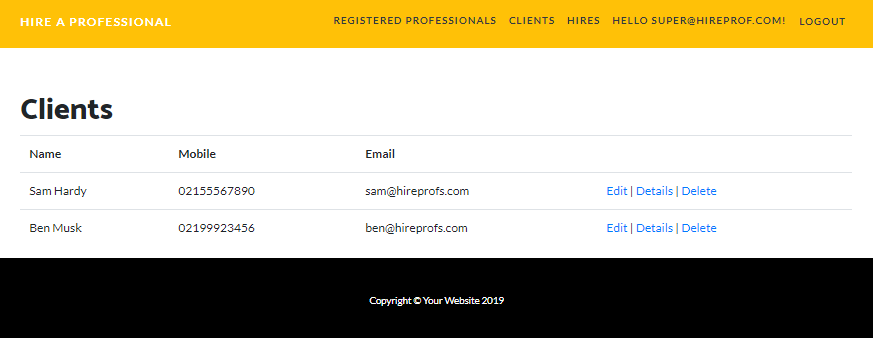 HIRE A PROFESSIONAL REGISTERED PROFESSIONALS CLIENTS HIRES HELLO SUPER@HIREPROF.COM! LOGOUT
Clients
Name Mobile Email
Sam Hardy 02155567890 sam@hireprofs.com Edit | Details | Delete
Ben Musk 02199923456 ben@hireprofs.com Edit | Details | Delete
Copyright © Your Website 2019